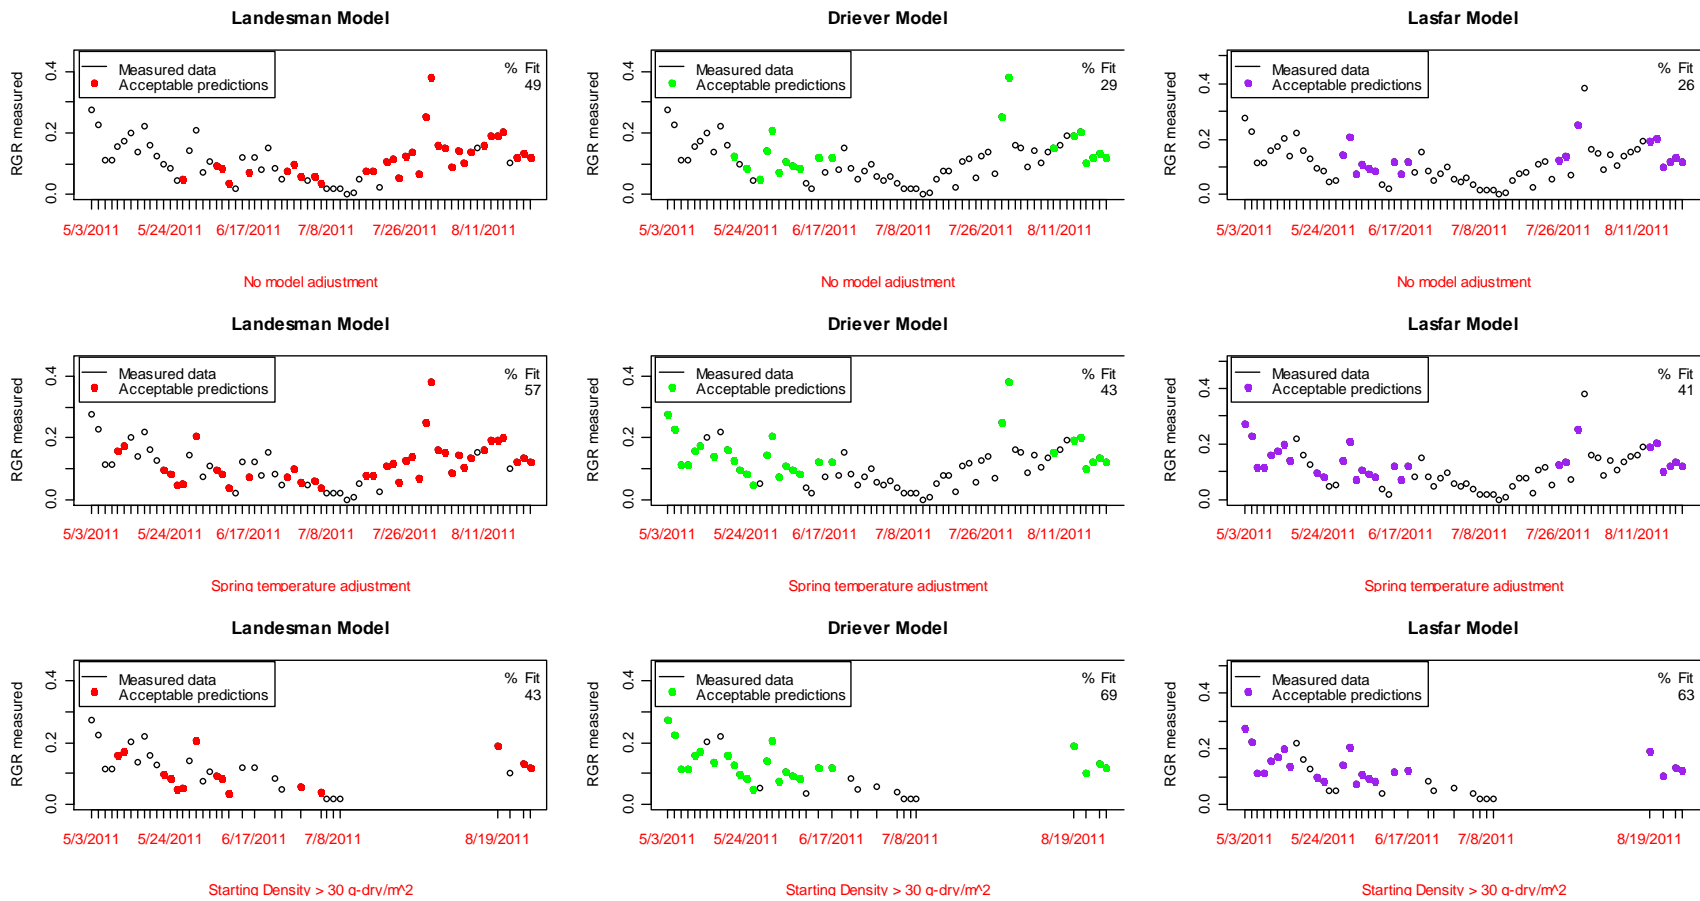 Landesman Model
RGR measured
0.4
0.2
0.0
Measured data
Acceptable predictions
% Fit
49
5/3/2011 5/24/2011 6/17/2011 7/8/2011 7/26/2011 8/11/2011
No model adjustment
Driever Model
RGR measured
0.4
0.2
0.0
Measured data
Acceptable predictions
% Fit
29
5/3/2011 5/24/2011 6/17/2011 7/8/2011 7/26/2011 8/11/2011
No model adjustment
Lasfar Model
RGR measured
0.4
0.2
0.0
Measured data
Acceptable predictions
% Fit
26
5/3/2011 5/24/2011 6/17/2011 7/8/2011 7/26/2011 8/11/2011
No model adjustment
Landesman Model
RGR measured
0.4
0.2
0.0
Measured data
Acceptable predictions
% Fit
57
5/3/2011 5/24/2011 6/17/2011 7/8/2011 7/26/2011 8/11/2011
Spring temperature adjustment
Driever Model
RGR measured
0.4
0.2
0.0
Measured data
Acceptable predictions
% Fit
43
5/3/2011 5/24/2011 6/17/2011 7/8/2011 7/26/2011 8/11/2011
Spring temperature adjustment
Lasfar Model
RGR measured
0.4
0.2
0.0
Measured data
Acceptable predictions
% Fit
41
5/3/2011 5/24/2011 6/17/2011 7/8/2011 7/26/2011 8/11/2011
Spring temperature adjustment
Landesman Model
RGR measured
0.4
0.2
0.0
Measured data
Acceptable predictions
% Fit
43
5/3/2011 5/24/2011 6/17/2011 7/8/2011 8/19/2011
Starting Density > 30 g-dry/m^2
Driever Model
RGR measured
0.4
0.2
0.0
Measured data
Acceptable predictions
% Fit
69
5/3/2011 5/24/2011 6/17/2011 7/8/2011 8/19/2011
Starting Density > 30 g-dry/m^2
Lasfar Model
RGR measured
0.4
0.2
0.0
Measured data
Acceptable predictions
% Fit
63
5/3/2011 5/24/2011 6/17/2011 7/8/2011 8/19/2011
Starting Density > 30 g-dry/m^2